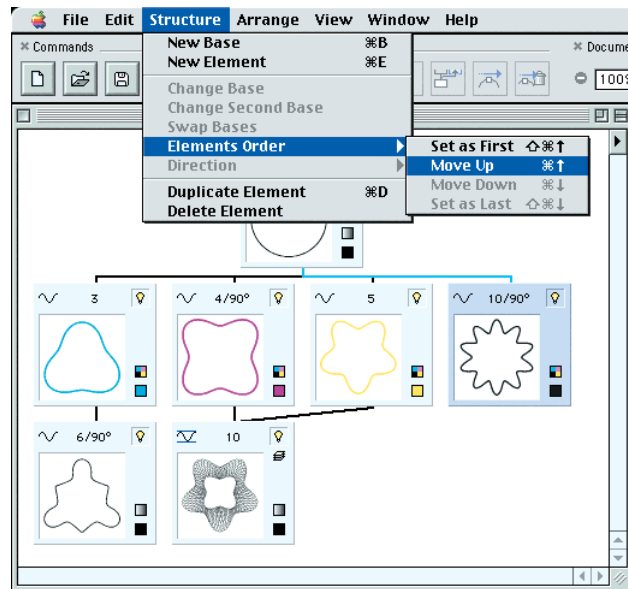 File Edit Structure Arrange View Window Help
Commands
Docume
100%
New Base ⌘B
New Element ⌘E
Change Base
Change Second Base
Swap Bases
Elements Order
Direction
Duplicate Element ⌘D
Delete Element
Set as First ⇧⌘↑
Move Up ⌘↑
Move Down ⌘↓
Set as Last ⇧⌘↓
3 4/90° 5 10/90°
6/90° 10